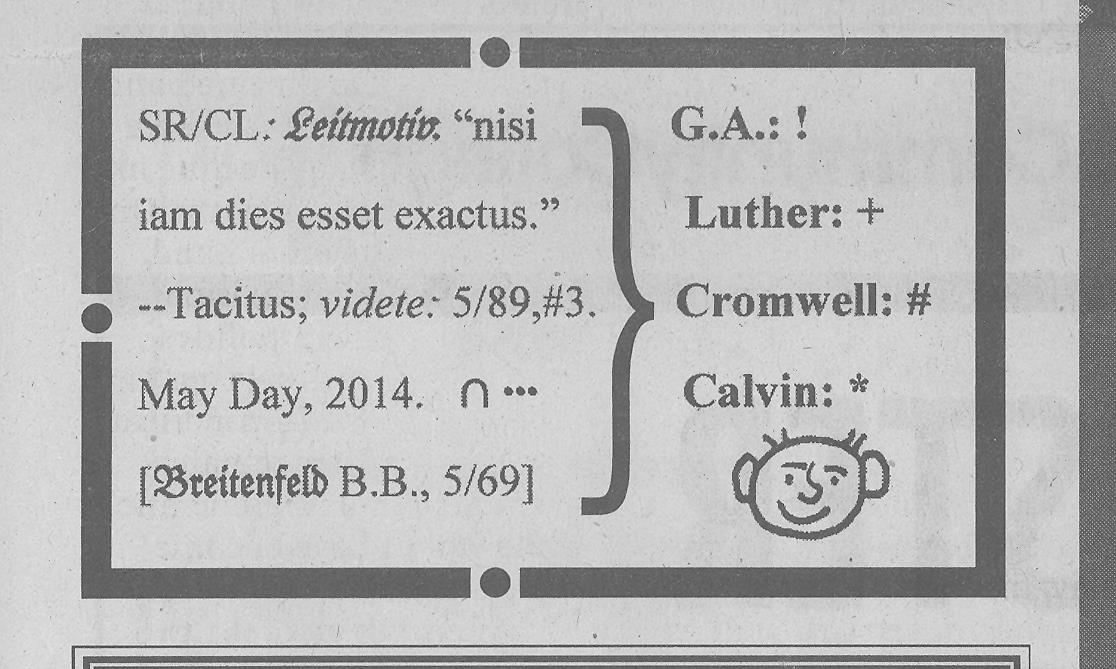 SR/CL: Leitmotiv: “nisi
iam dies esset exactus.”
--Tacitus; videte: 5/89,#3.
May Day, 2014. ∩ •••
[Breitenfeld B.B., 5/69]
G.A.: !
Luther: +
Cromwell: #
Calvin: *